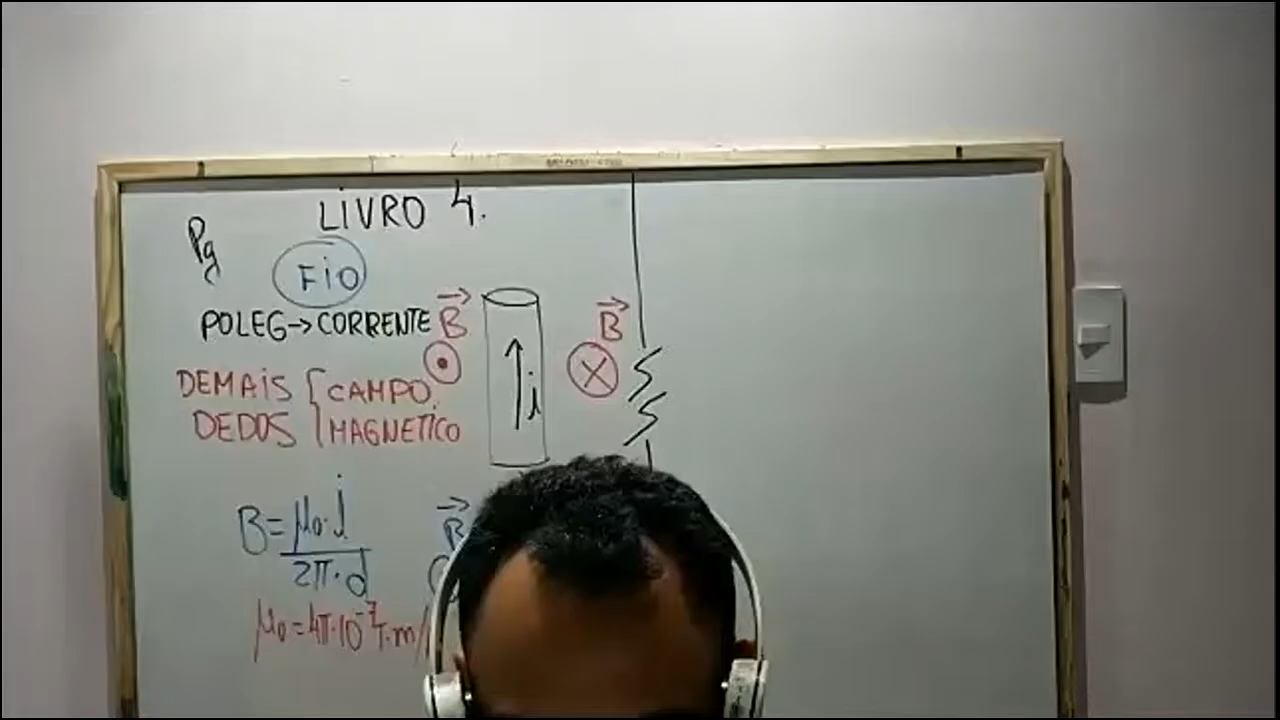 LIVRO 4.
Pg
FIO
POLEG→CORRENTE
DEMAIS { CAMPO
DEDOS { MAGNETICO
B⃗
i
B⃗
B = μ₀·i
2π·d
B⃗
μ₀ = 4π·10⁻⁷ T·m/